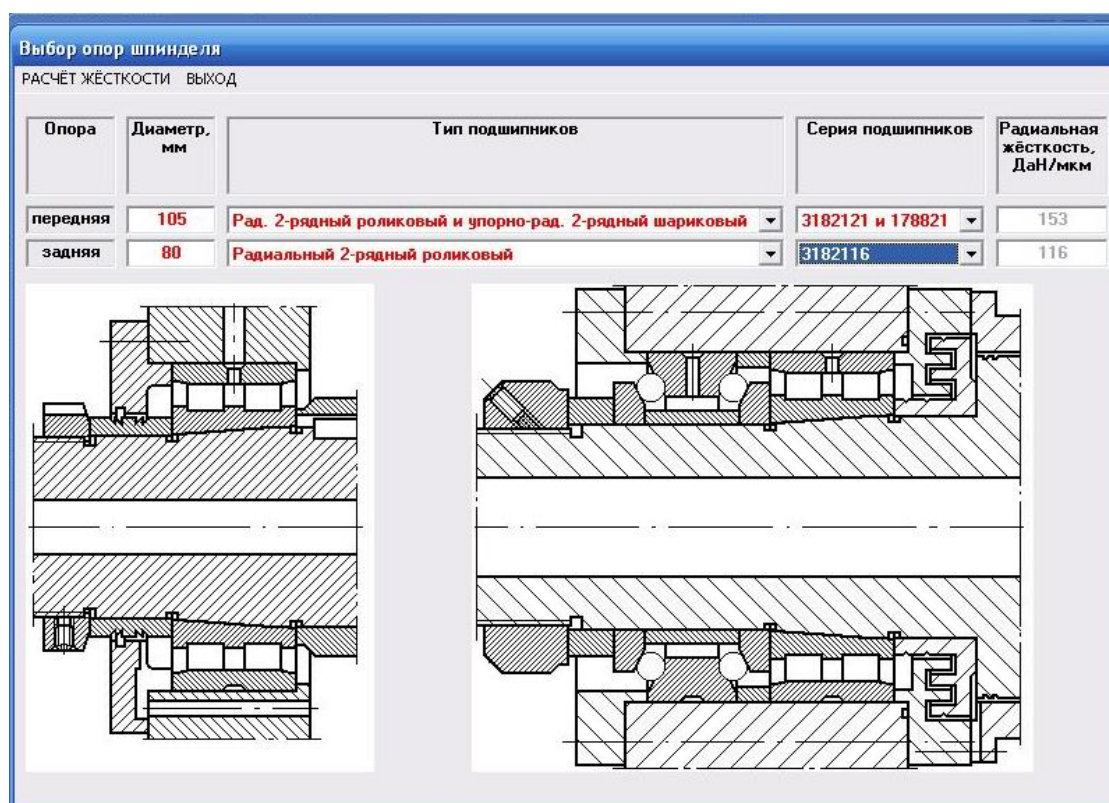 Выбор опор шпинделя
РАСЧЁТ ЖЁСТКОСТИ ВЫХОД
Опора Диаметр, мм Тип подшипников Серия подшипников Радиальная жёсткость, ДаН/мкм
передняя 105 Рад. 2-рядный роликовый и упорно-рад. 2-рядный шариковый 3182121 и 178821 153
задняя 80 Радиальный 2-рядный роликовый 3182116 116